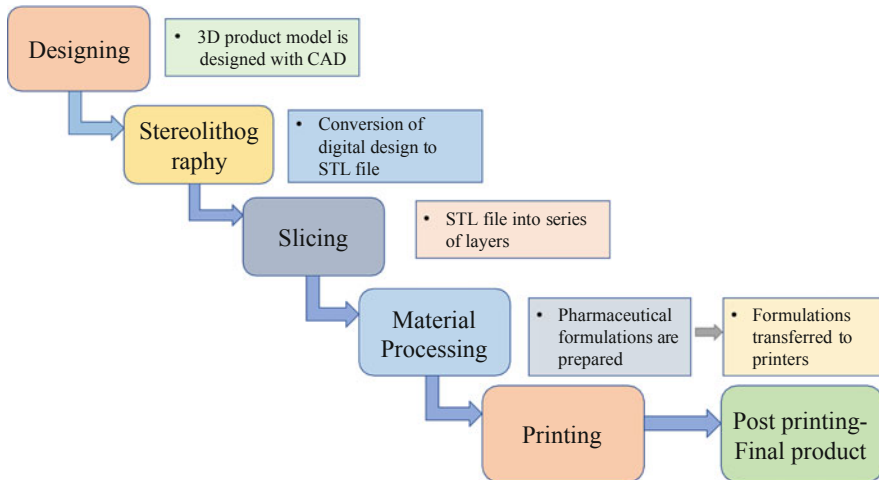 Designing
• 3D product model is
designed with CAD
Stereolithog
raphy
• Conversion of
digital design to
STL file
Slicing
• STL file into series
of layers
Material
Processing
• Pharmaceutical
formulations are
prepared
• Formulations
transferred to
printers
Printing
Post printing-
Final product